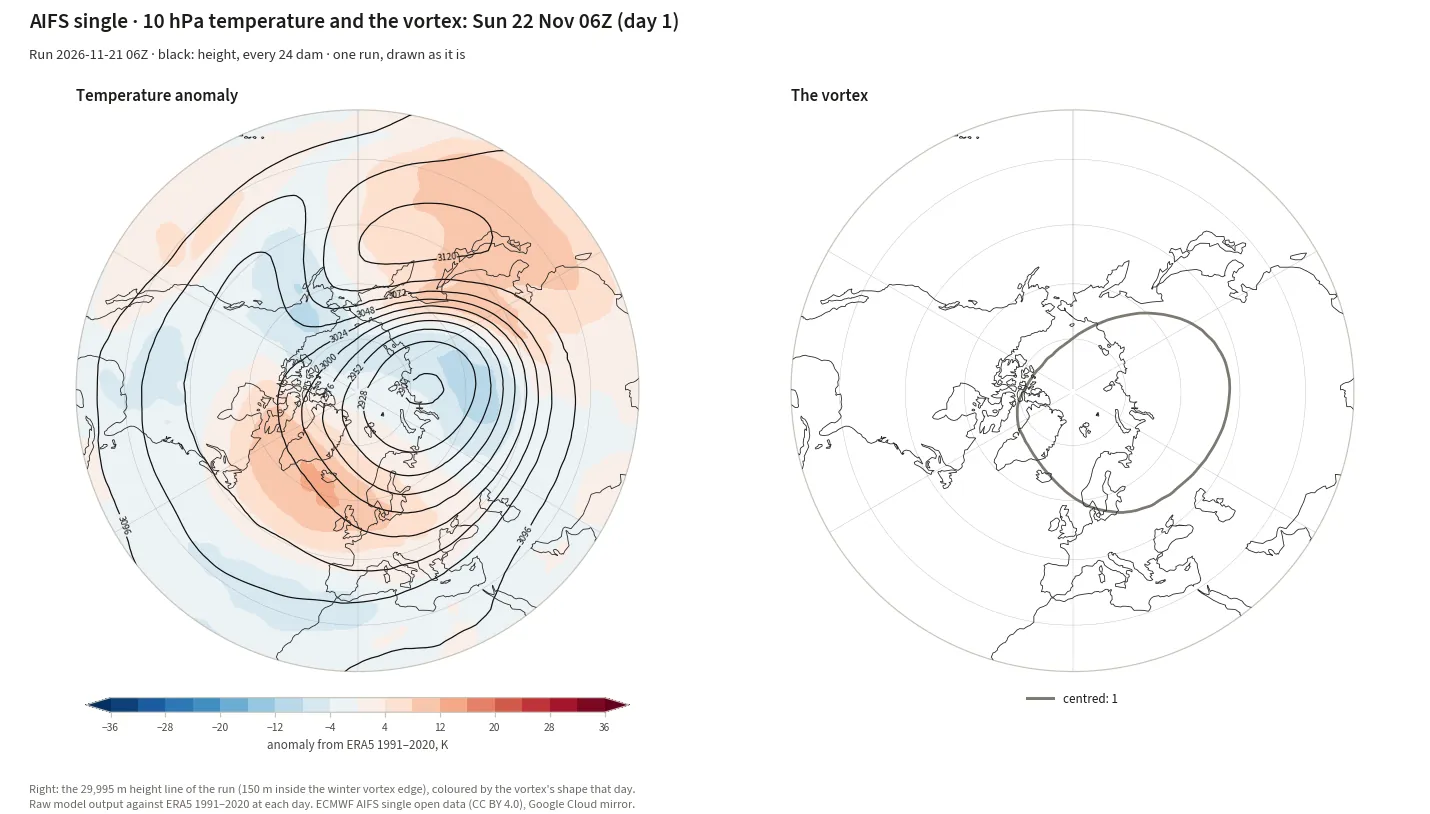 AIFS single · 10 hPa temperature and the vortex: Sun 22 Nov 06Z (day 1)
Run 2026-11-21 06Z · black: height, every 24 dam · one run, drawn as it is
Temperature anomaly
The vortex
3120
3072
3048
3024
3000
2952
2928
3096
3096
centred: 1
−36 −28 −20 −12 −4 4 12 20 28 36
anomaly from ERA5 1991–2020, K
Right: the 29,995 m height line of the run (150 m inside the winter vortex edge), coloured by the vortex's shape that day.
Raw model output against ERA5 1991–2020 at each day. ECMWF AIFS single open data (CC BY 4.0), Google Cloud mirror.